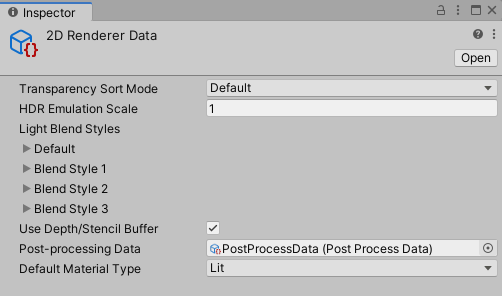 Inspector
2D Renderer Data
Open
Transparency Sort Mode Default
HDR Emulation Scale 1
Light Blend Styles
Default
Blend Style 1
Blend Style 2
Blend Style 3
Use Depth/Stencil Buffer
Post-processing Data PostProcessData (Post Process Data)
Default Material Type Lit